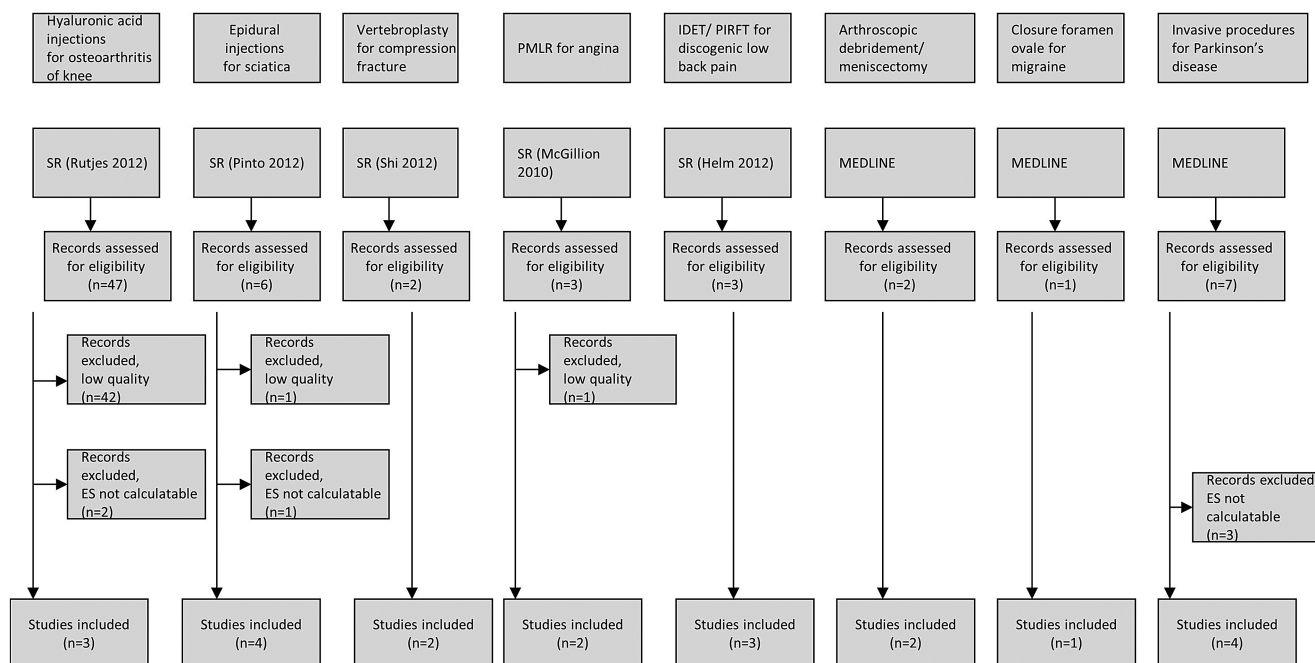 Hyaluronic acid
injections
for osteoarthritis
of knee
Epidural
injections
for sciatica
Vertebroplasty
for compression
fracture
PMLR for angina
IDET/ PIRFT for
discogenic low
back pain
Arthroscopic
debridement/
meniscectomy
Closure foramen
ovale for
migraine
Invasive procedures
for Parkinson’s
disease
SR (Rutjes 2012)
SR (Pinto 2012)
SR (Shi 2012)
SR (McGillion
2010)
SR (Helm 2012)
MEDLINE
MEDLINE
MEDLINE
Records assessed
for eligibility
(n=47)
Records assessed
for eligibility
(n=6)
Records assessed
for eligibility
(n=2)
Records assessed
for eligibility
(n=3)
Records assessed
for eligibility
(n=3)
Records assessed
for eligibility
(n=2)
Records assessed
for eligibility
(n=1)
Records assessed
for eligibility
(n=7)
Records
excluded,
low quality
(n=42)
Records
excluded,
low quality
(n=1)
Records
excluded,
low quality
(n=1)
Records
excluded,
ES not calculatable
(n=2)
Records
excluded,
ES not calculatable
(n=1)
Records excluded
ES not
calculatable
(n=3)
Studies included
(n=3)
Studies included
(n=4)
Studies included
(n=2)
Studies included
(n=2)
Studies included
(n=3)
Studies included
(n=2)
Studies included
(n=1)
Studies included
(n=4)